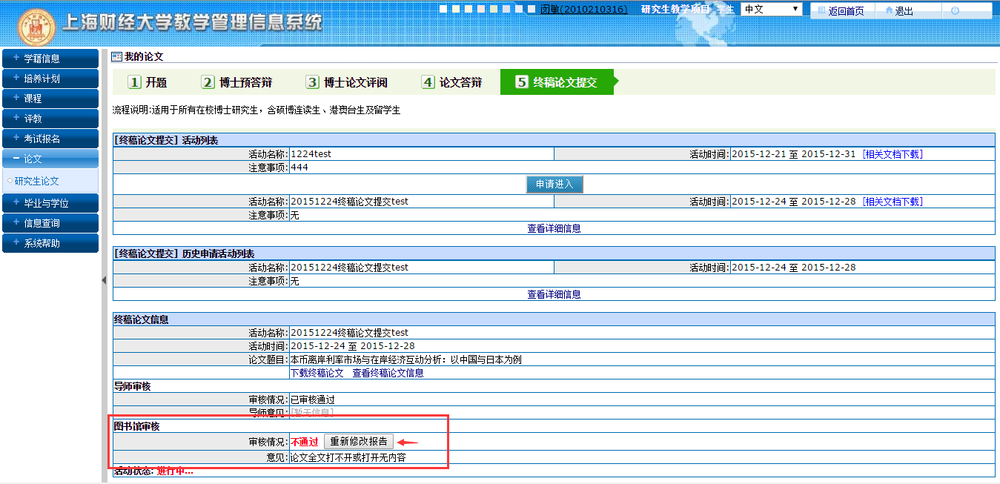 上海财经大学教学管理信息系统
闵敏(2010210316) 研究生教学项目 学生 中文 返回首页 退出
学籍信息
培养计划
课程
评教
考试报名
论文
研究生论文
毕业与学位
信息查询
系统帮助
我的论文
1 开题 2 博士预答辩 3 博士论文评阅 4 论文答辩 5 终稿论文提交
流程说明:适用于所有在校博士研究生，含硕博连读生、港澳台生及留学生
[终稿论文提交] 活动列表
活动名称: 1224test 活动时间: 2015-12-21 至 2015-12-31 [相关文档下载]
注意事项: 444
申请进入
活动名称: 20151224终稿论文提交test 活动时间: 2015-12-24 至 2015-12-28 [相关文档下载]
注意事项: 无
查看详细信息
[终稿论文提交] 历史申请活动列表
活动名称: 20151224终稿论文提交test 活动时间: 2015-12-24 至 2015-12-28
注意事项: 无
查看详细信息
终稿论文信息
活动名称: 20151224终稿论文提交test
活动时间: 2015-12-24 至 2015-12-28
论文题目: 本币离岸利率市场与在岸经济互动分析：以中国与日本为例
下载终稿论文 查看终稿论文信息
导师审核
审核情况: 已审核通过
导师意见: [暂无信息]
图书馆审核
审核情况: 不通过 重新修改报告
意见: 论文全文打不开或打开无内容
活动状态: 进行中...